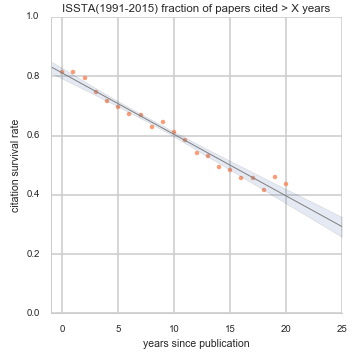 ISSTA(1991-2015) fraction of papers cited > X years
1.0
0.8
0.6
0.4
0.2
0.0
citation survival rate
0 5 10 15 20 25
years since publication